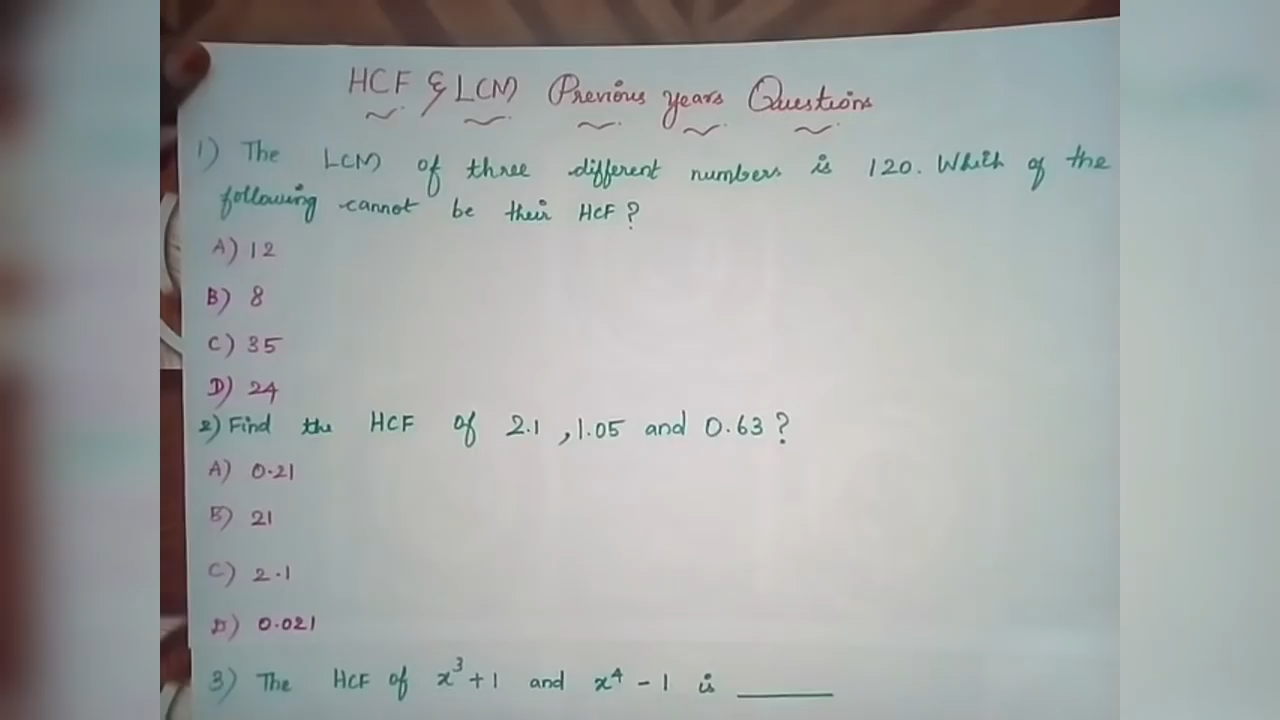 HCF & LCM Previous years Questions
1) The LCM of three different numbers is 120. Which of the
following cannot be their HCF?
A) 12
B) 8
C) 35
D) 24
2) Find the HCF of 2.1, 1.05 and 0.63?
A) 0.21
B) 21
C) 2.1
D) 0.021
3) The HCF of x³+1 and x⁴-1 is ______